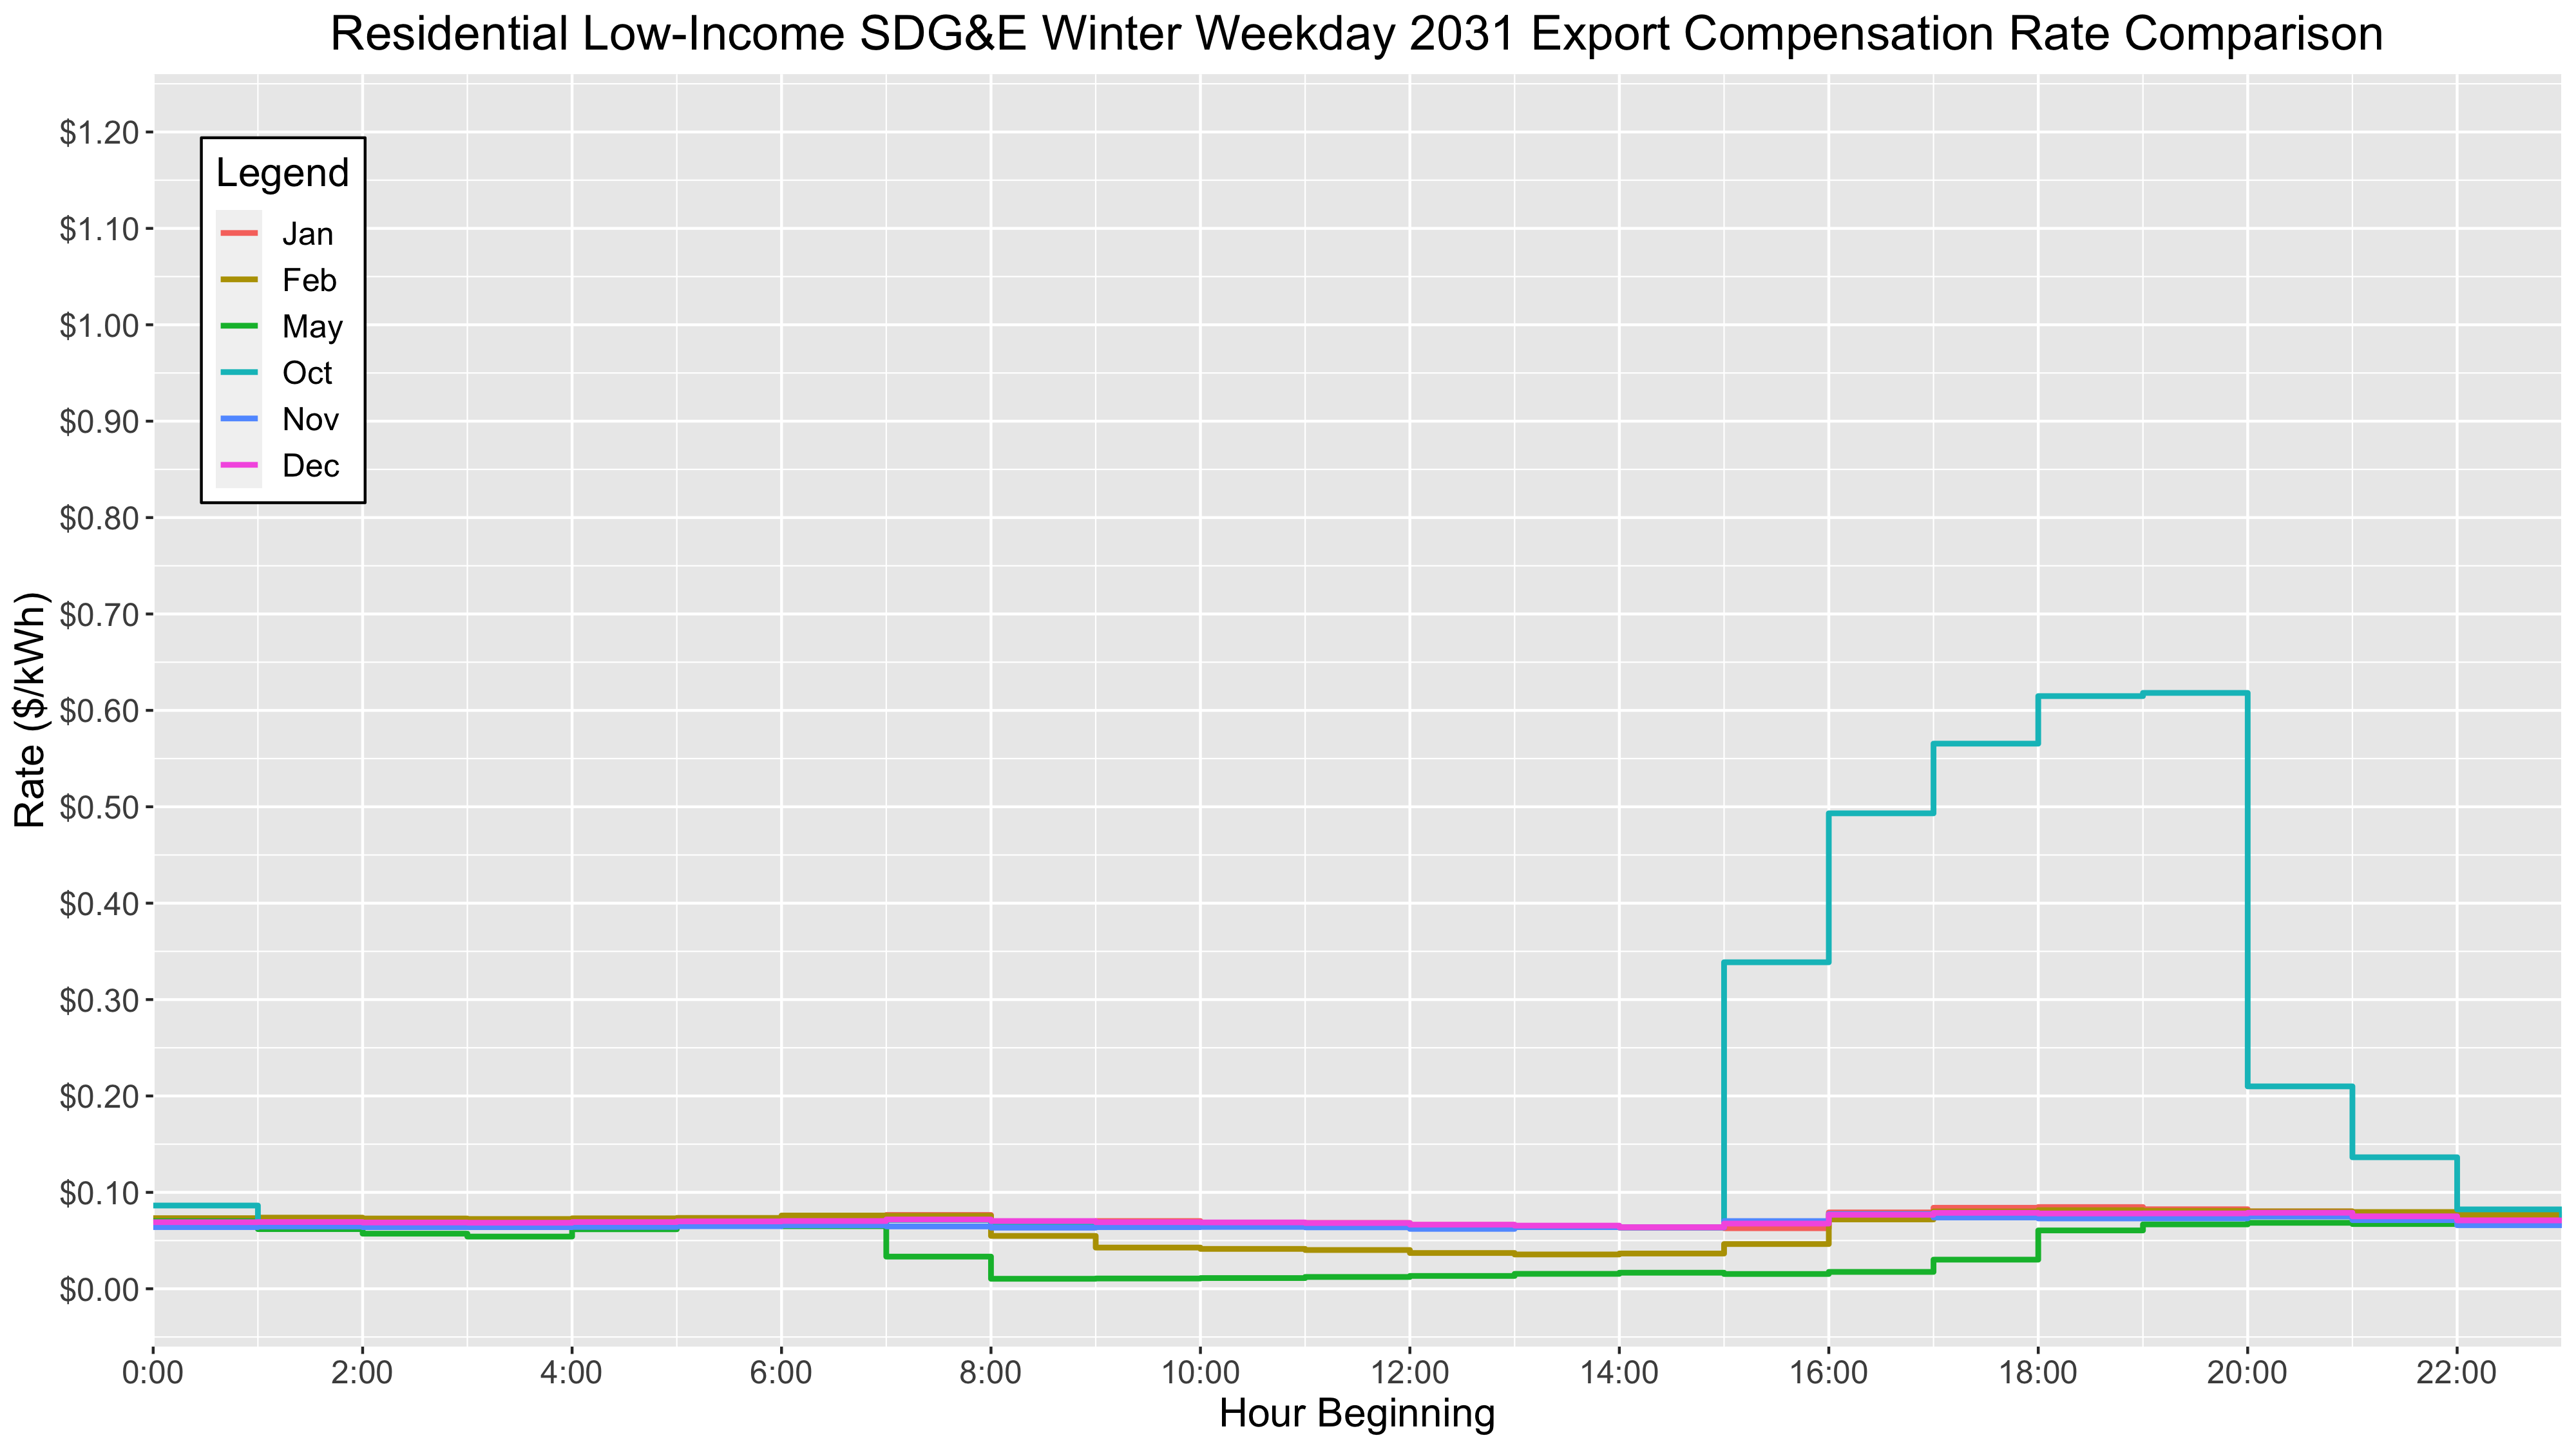 Residential Low-Income SDG&E Winter Weekday 2031 Export Compensation Rate Comparison
Rate ($/kWh)
$1.20
$1.10
$1.00
$0.90
$0.80
$0.70
$0.60
$0.50
$0.40
$0.30
$0.20
$0.10
$0.00
Legend
Jan
Feb
May
Oct
Nov
Dec
0:00 2:00 4:00 6:00 8:00 10:00 12:00 14:00 16:00 18:00 20:00 22:00
Hour Beginning